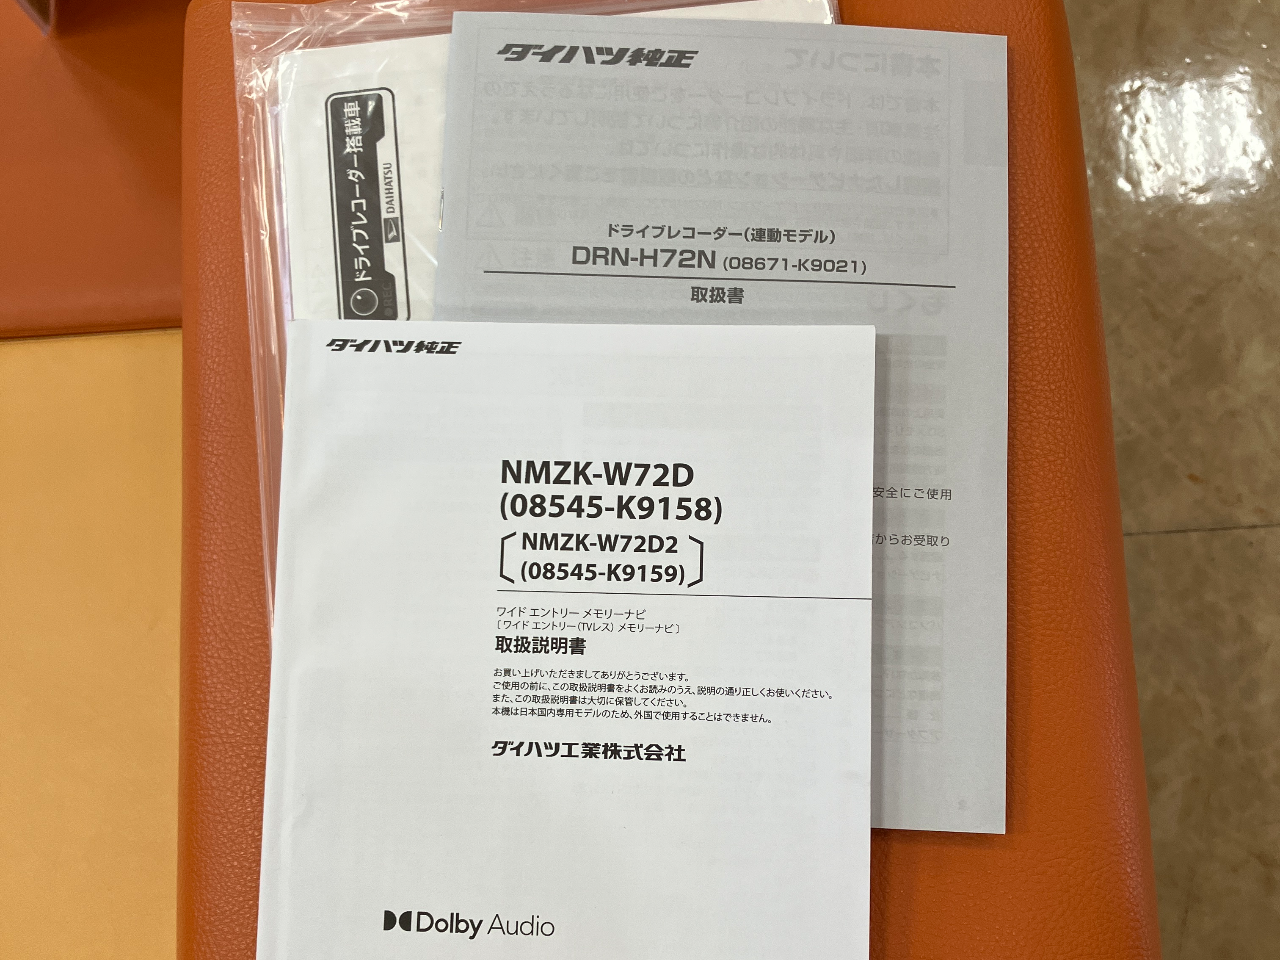 ダイハツ純正
ドライブレコーダー(連動モデル)
DRN-H72N (08671-K9021)
取扱書
安全にご使用
からお受取り
ドライブレコーダー搭載車
REC
DAIHATSU
ダイハツ純正
NMZK-W72D
(08545-K9158)
NMZK-W72D2
(08545-K9159)
ワイド エントリー メモリーナビ
〔ワイド エントリー(TVレス) メモリーナビ〕
取扱説明書
お買い上げいただきましてありがとうございます。
ご使用の前に、この取扱説明書をよくお読みのうえ、説明の通り正しくお使いください。
また、この取扱説明書は大切に保管してください。
本機は日本国内専用モデルのため、外国で使用することはできません。
ダイハツ工業株式会社
Dolby Audio